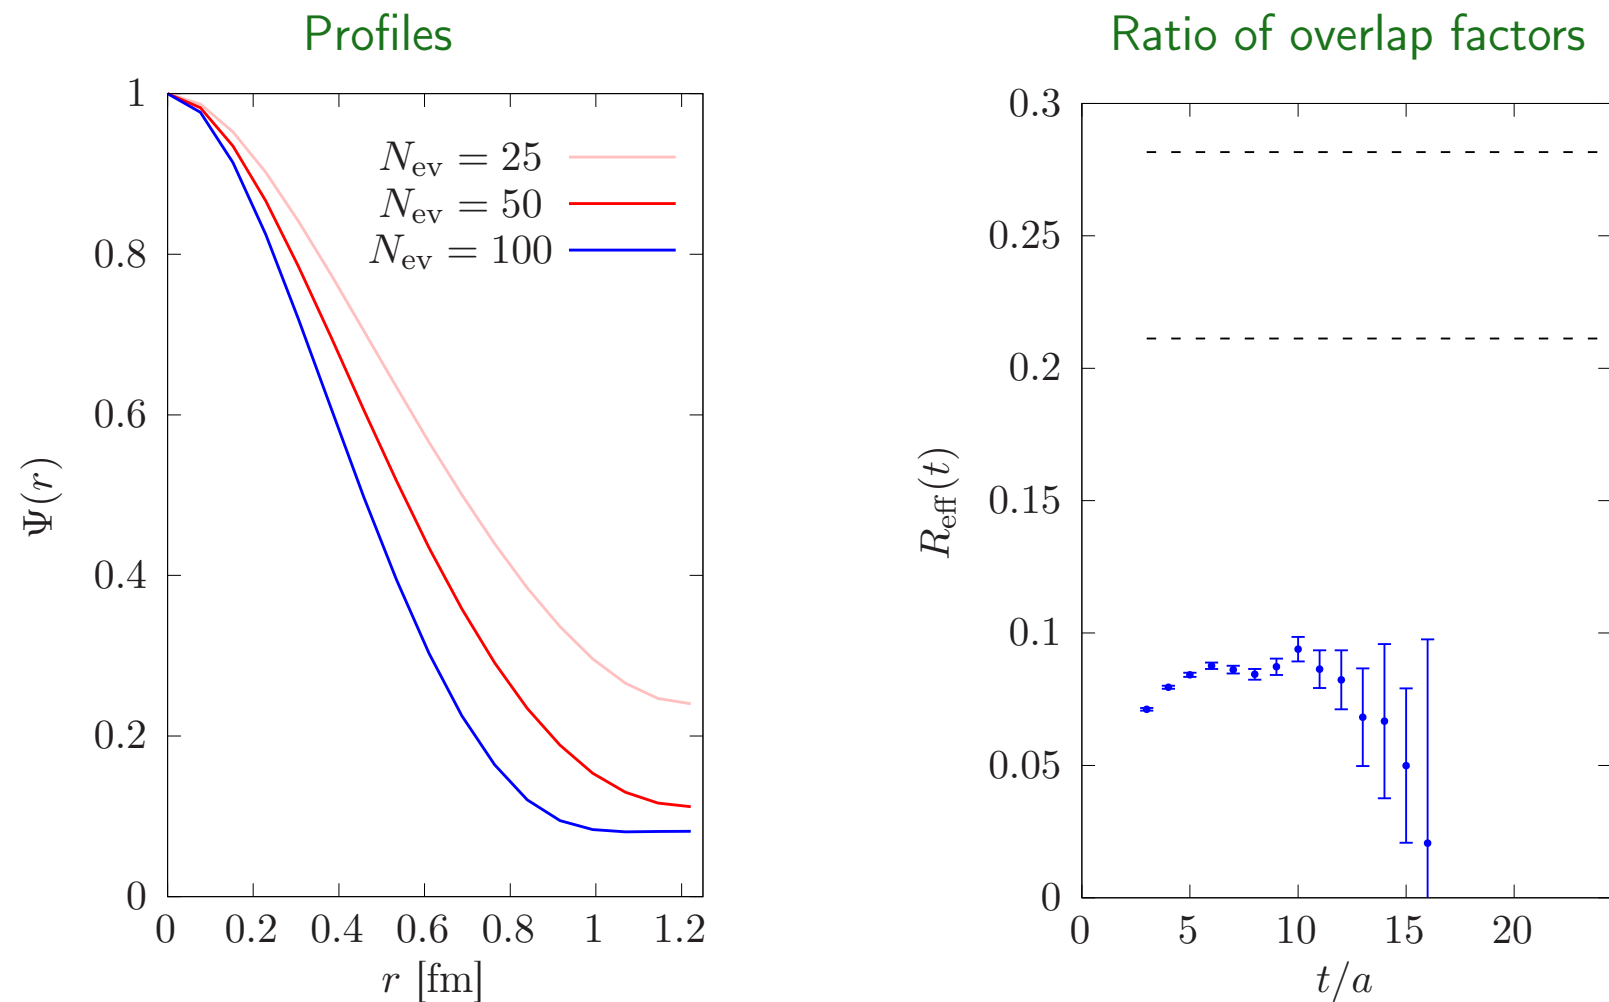 Profiles
1
0.8
0.6
0.4
0.2
0
Ψ(r)
N_ev = 25
N_ev = 50
N_ev = 100
0 0.2 0.4 0.6 0.8 1 1.2
r [fm]
Ratio of overlap factors
0.3
0.25
0.2
0.15
0.1
0.05
0
R_eff(t)
0 5 10 15 20
t/a